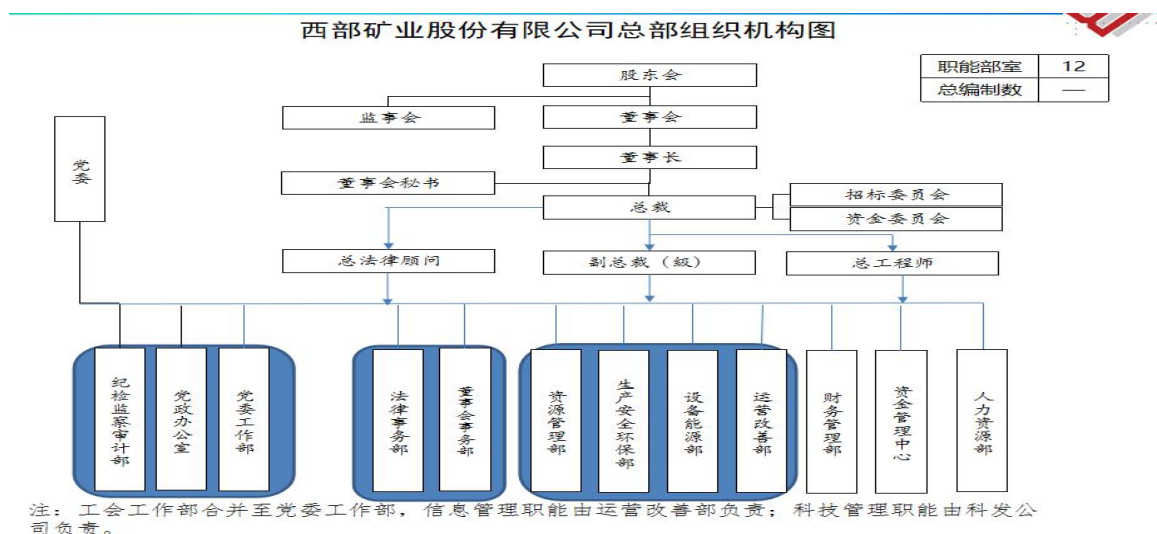 西部矿业股份有限公司总部组织机构图
职能部室 12
总编制数 —
股东会
监事会
董事会
党委
董事长
董事会秘书
总裁
招标委员会
资金委员会
总法律顾问
副总裁（级）
总工程师
纪检监察审计部
党政办公室
党委工作部
法律事务部
董事会事务部
资源管理部
生产安全环保部
设备能源部
运营改善部
财务管理部
资金管理中心
人力资源部
注：工会工作部合并至党委工作部，信息管理职能由运营改善部负责；科技管理职能由科发公
司负责。